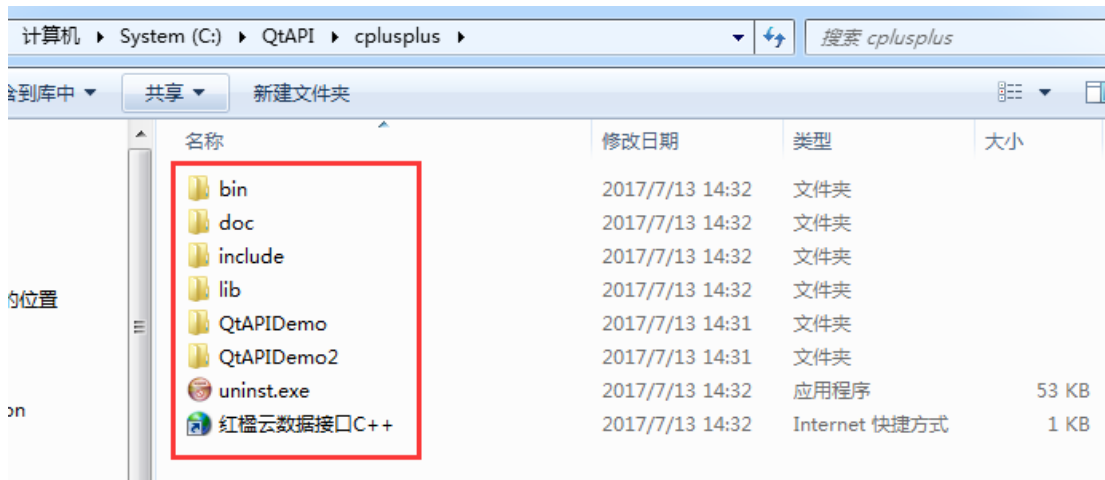 计算机 ▸ System (C:) ▸ QtAPI ▸ cplusplus ▸ 搜索 cplusplus
含到库中 共享 新建文件夹
名称 修改日期 类型 大小
bin 2017/7/13 14:32 文件夹
doc 2017/7/13 14:32 文件夹
include 2017/7/13 14:32 文件夹
lib 2017/7/13 14:32 文件夹
的位置
QtAPIDemo 2017/7/13 14:31 文件夹
QtAPIDemo2 2017/7/13 14:31 文件夹
uninst.exe 2017/7/13 14:32 应用程序 53 KB
on
红楹云数据接口C++ 2017/7/13 14:32 Internet 快捷方式 1 KB